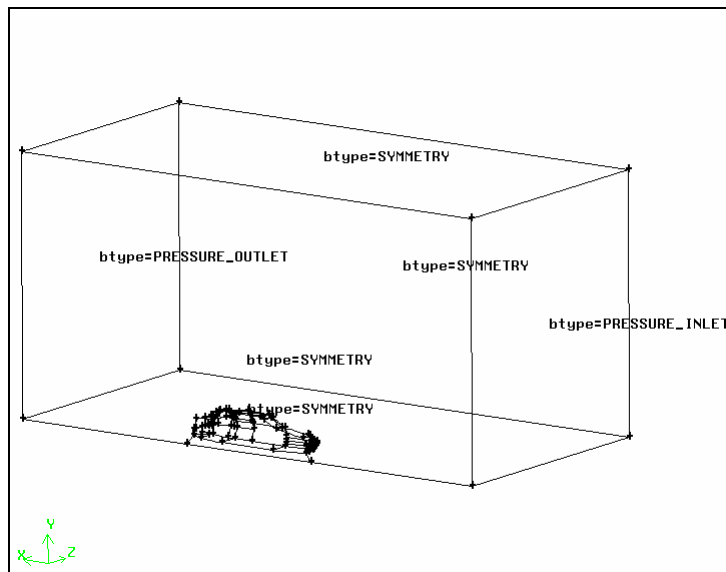 btype=SYMMETRY
btype=PRESSURE_OUTLET
btype=SYMMETRY
btype=PRESSURE_INLET
btype=SYMMETRY
btype=SYMMETRY
Y
X
Z